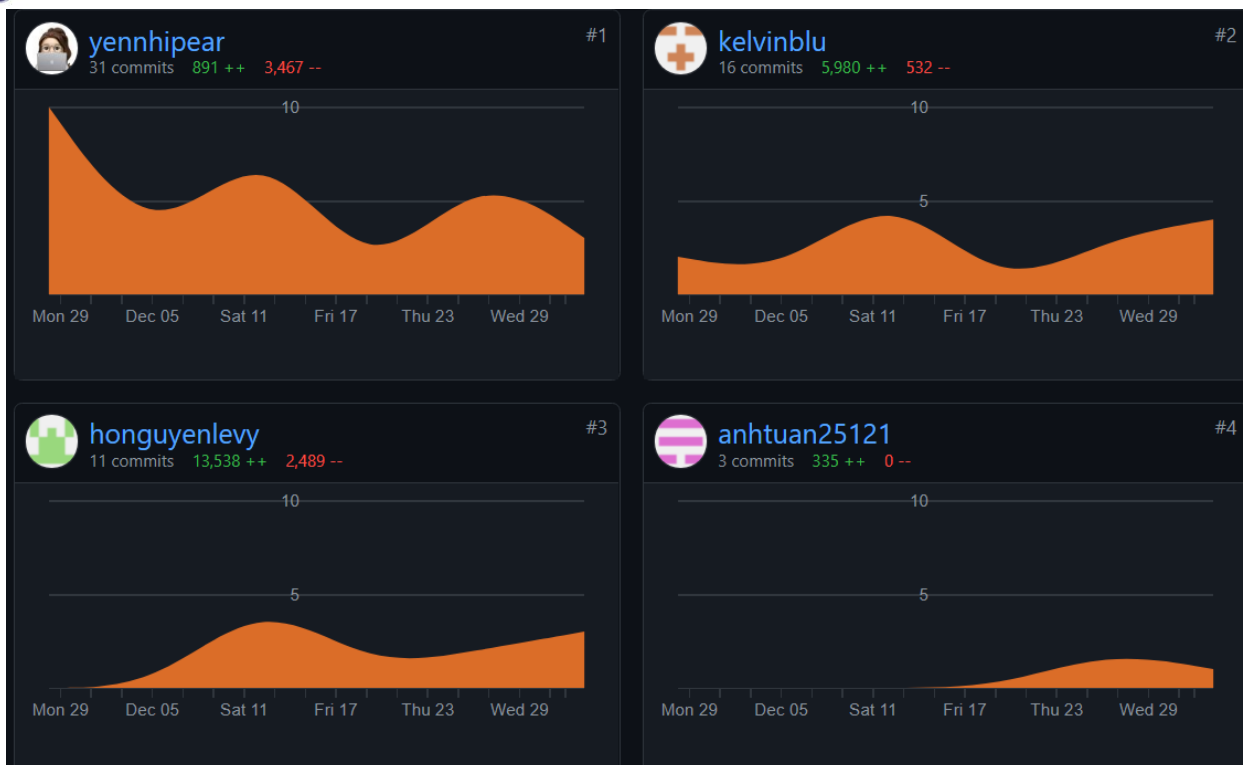 yennhipear #1
31 commits 891 ++ 3,467 --
10
Mon 29 Dec 05 Sat 11 Fri 17 Thu 23 Wed 29
kelvinblu #2
16 commits 5,980 ++ 532 --
10
5
Mon 29 Dec 05 Sat 11 Fri 17 Thu 23 Wed 29
honguyenlevy #3
11 commits 13,538 ++ 2,489 --
10
5
Mon 29 Dec 05 Sat 11 Fri 17 Thu 23 Wed 29
anhtuan25121 #4
3 commits 335 ++ 0 --
10
5
Mon 29 Dec 05 Sat 11 Fri 17 Thu 23 Wed 29